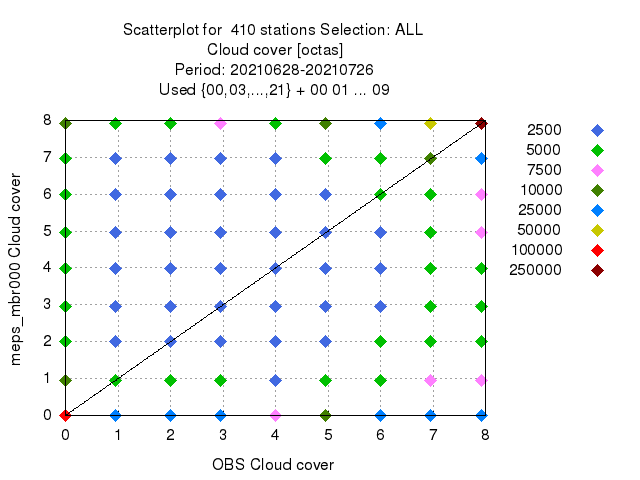 Scatterplot for  410 stations Selection: ALL
Cloud cover [octas]
Period: 20210628-20210726
Used {00,03,...,21} + 00 01 ... 09
8
7
6
5
4
3
2
1
0
meps_mbr000 Cloud cover
0 1 2 3 4 5 6 7 8
OBS Cloud cover
2500
5000
7500
10000
25000
50000
100000
250000